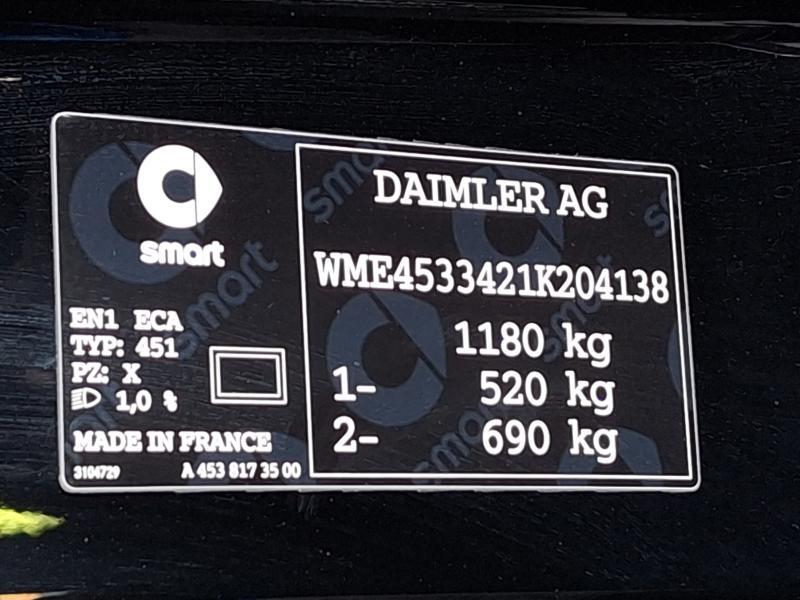 smart
EN1 ECA
TYP: 451
PZ: X
1,0 %
MADE IN FRANCE
3104729 A 453 817 35 00
DAIMLER AG
WME4533421K204138
1180 kg
1- 520 kg
2- 690 kg